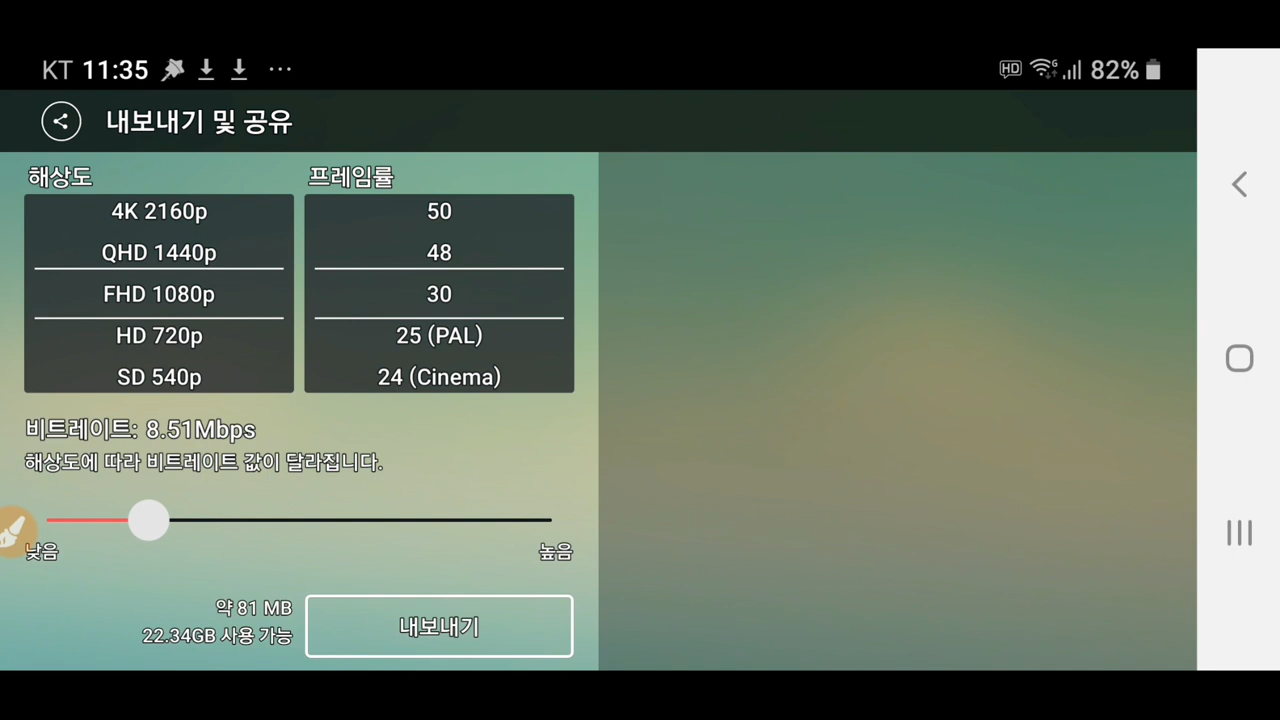 KT 11:35 ...
HD 6 82%
내보내기 및 공유
해상도
4K 2160p
QHD 1440p
FHD 1080p
HD 720p
SD 540p
프레임률
50
48
30
25 (PAL)
24 (Cinema)
비트레이트: 8.51Mbps
해상도에 따라 비트레이트 값이 달라집니다.
낮음
높음
약 81 MB
22.34GB 사용 가능
내보내기